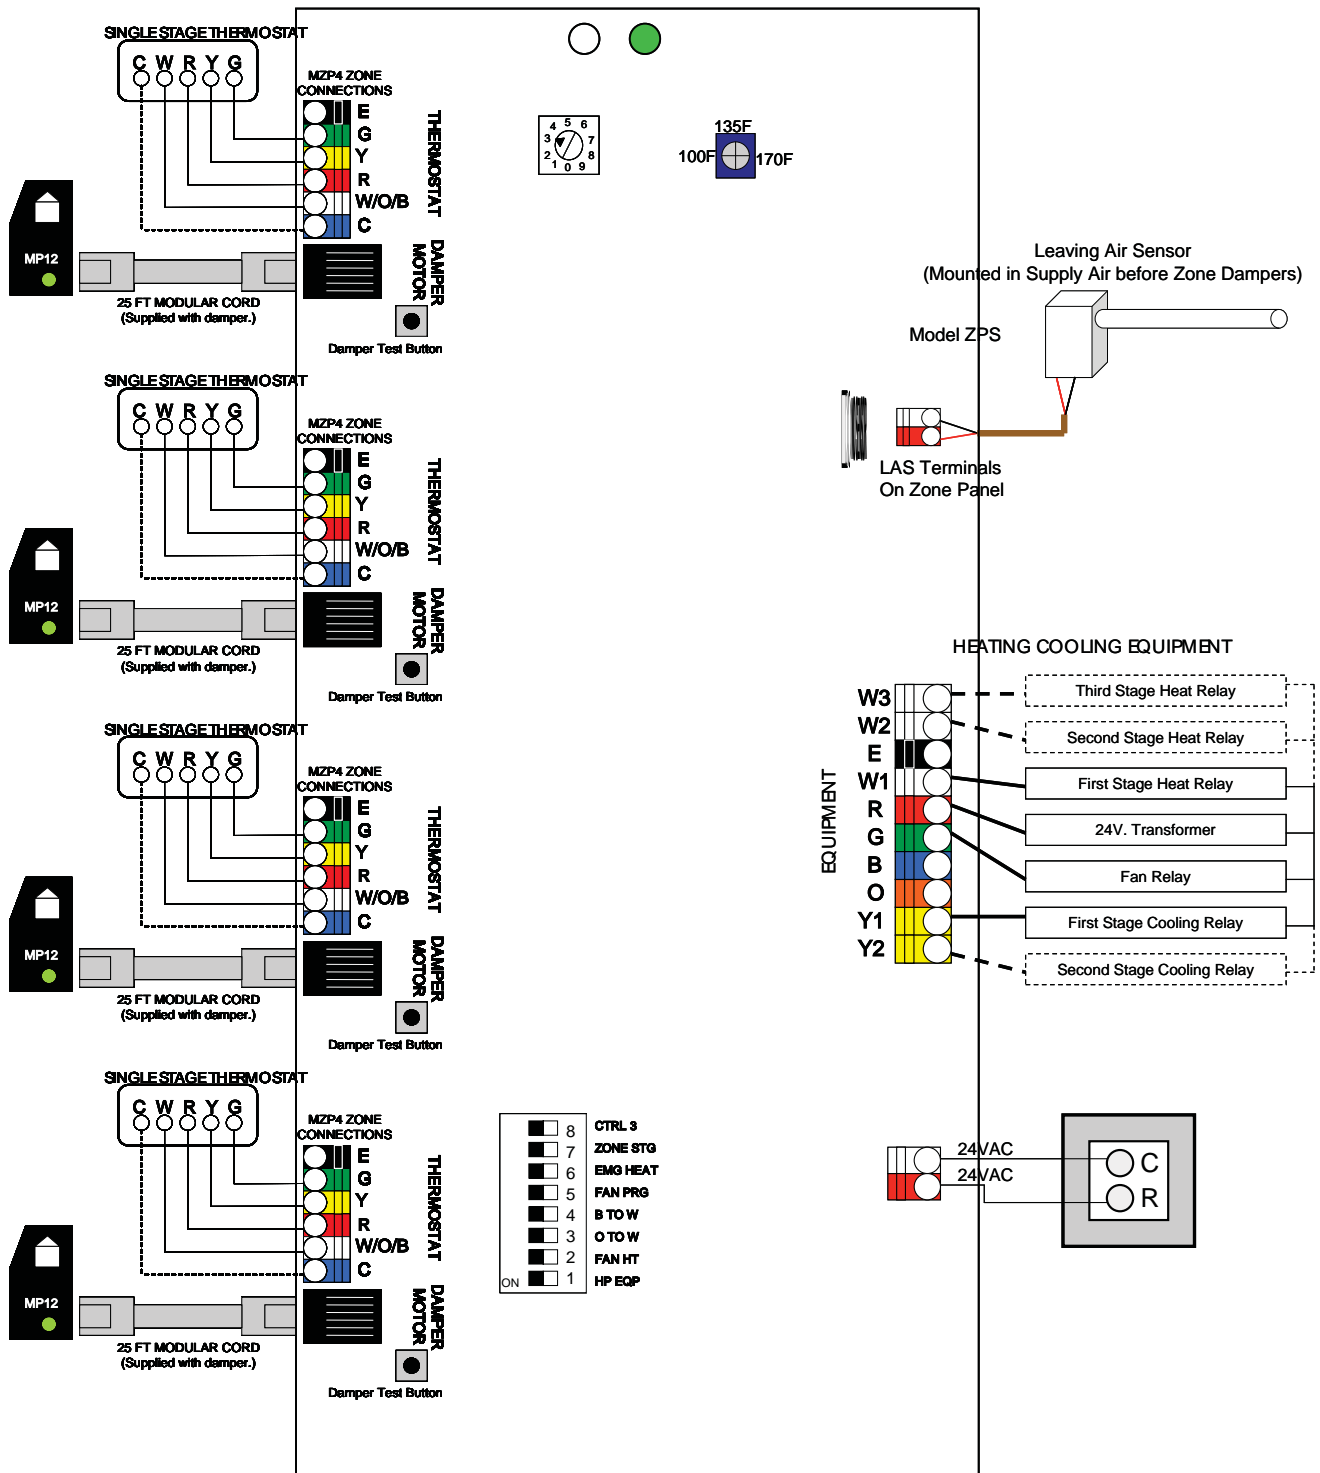 SINGLE STAGE THERMOSTAT
C W R Y G
MZP4 ZONE
CONNECTIONS
E
G
Y
R
W/O/B
C
THERMOSTAT
MP12
25 FT MODULAR CORD
(Supplied with damper.)
DAMPER
MOTOR
Damper Test Button
SINGLE STAGE THERMOSTAT
C W R Y G
MZP4 ZONE
CONNECTIONS
E
G
Y
R
W/O/B
C
THERMOSTAT
MP12
25 FT MODULAR CORD
(Supplied with damper.)
DAMPER
MOTOR
Damper Test Button
SINGLE STAGE THERMOSTAT
C W R Y G
MZP4 ZONE
CONNECTIONS
E
G
Y
R
W/O/B
C
THERMOSTAT
MP12
25 FT MODULAR CORD
(Supplied with damper.)
DAMPER
MOTOR
Damper Test Button
SINGLE STAGE THERMOSTAT
C W R Y G
MZP4 ZONE
CONNECTIONS
E
G
Y
R
W/O/B
C
THERMOSTAT
MP12
25 FT MODULAR CORD
(Supplied with damper.)
DAMPER
MOTOR
Damper Test Button
0 1 2 3 4 5 6 7 8 9
135F
100F 170F
Leaving Air Sensor
(Mounted in Supply Air before Zone Dampers)
Model ZPS
LAS Terminals
On Zone Panel
HEATING COOLING EQUIPMENT
EQUIPMENT
W3 Third Stage Heat Relay
W2 Second Stage Heat Relay
E
W1 First Stage Heat Relay
R 24V. Transformer
G Fan Relay
B
O
Y1 First Stage Cooling Relay
Y2 Second Stage Cooling Relay
8 CTRL 3
7 ZONE STG
6 EMG HEAT
5 FAN PRG
4 B TO W
3 O TO W
2 FAN HT
ON 1 HP EQP
24VAC
24VAC
C
R